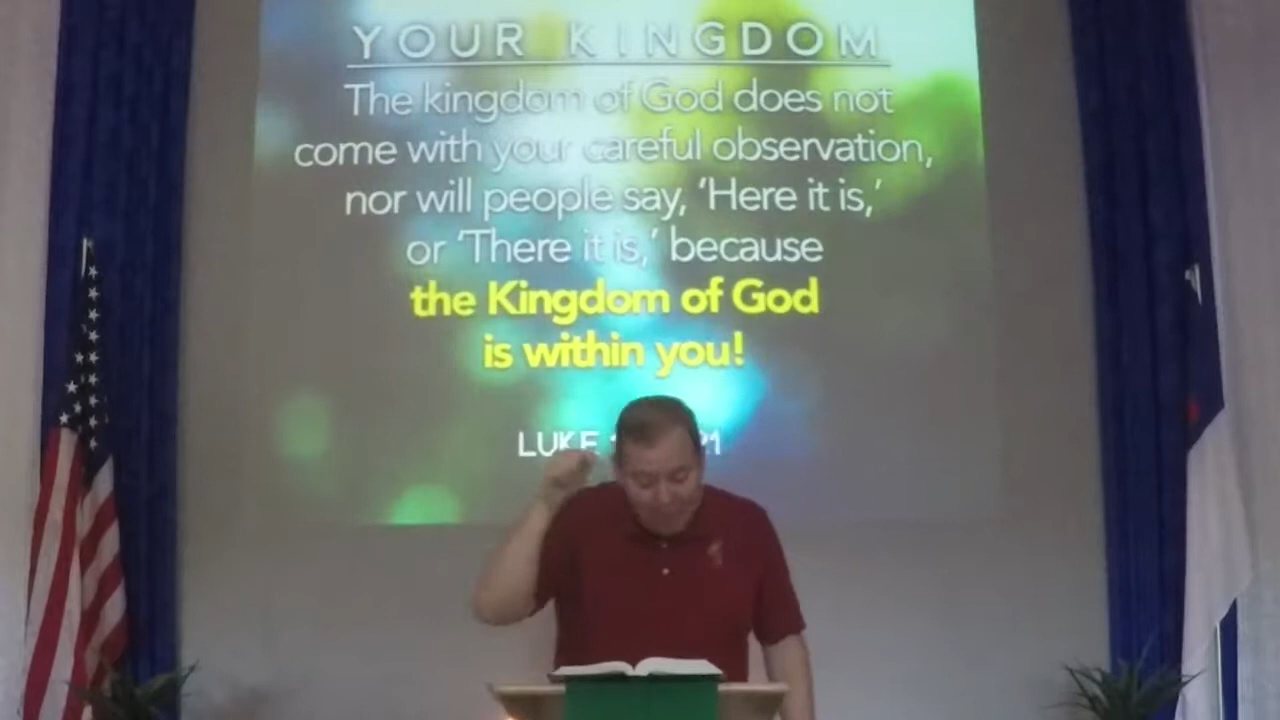 YOUR KINGDOM
The kingdom of God does not
come with your careful observation,
nor will people say, ‘Here it is,’
or ‘There it is,’ because
the Kingdom of God
is within you!
LUKE